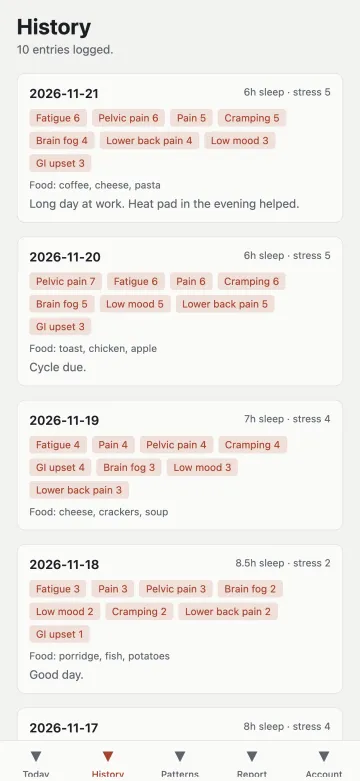 History
10 entries logged.
2026-11-21 6h sleep · stress 5
Fatigue 6 Pelvic pain 6 Pain 5 Cramping 5
Brain fog 4 Lower back pain 4 Low mood 3
GI upset 3
Food: coffee, cheese, pasta
Long day at work. Heat pad in the evening helped.
2026-11-20 6h sleep · stress 5
Pelvic pain 7 Fatigue 6 Pain 6 Cramping 6
Brain fog 5 Low mood 5 Lower back pain 5
GI upset 3
Food: toast, chicken, apple
Cycle due.
2026-11-19 7h sleep · stress 4
Fatigue 4 Pain 4 Pelvic pain 4 Cramping 4
GI upset 4 Brain fog 3 Low mood 3
Lower back pain 3
Food: cheese, crackers, soup
2026-11-18 8.5h sleep · stress 2
Fatigue 3 Pain 3 Pelvic pain 3 Brain fog 2
Low mood 2 Cramping 2 Lower back pain 2
GI upset 1
Food: porridge, fish, potatoes
Good day.
2026-11-17 8h sleep · stress 4
Today History Patterns Report Account